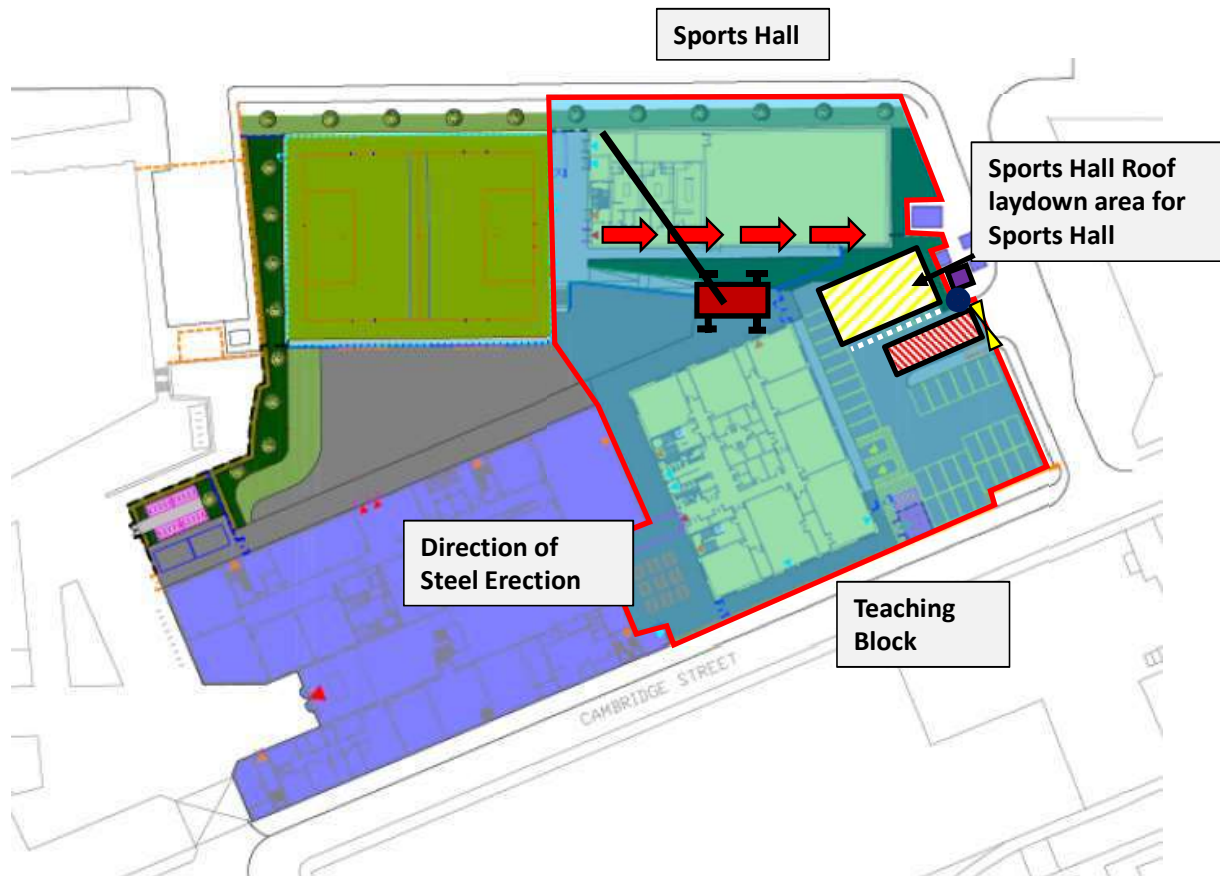 Sports Hall
Sports Hall Roof
laydown area for
Sports Hall
Direction of
Steel Erection
Teaching
Block
CAMBRIDGE STREET